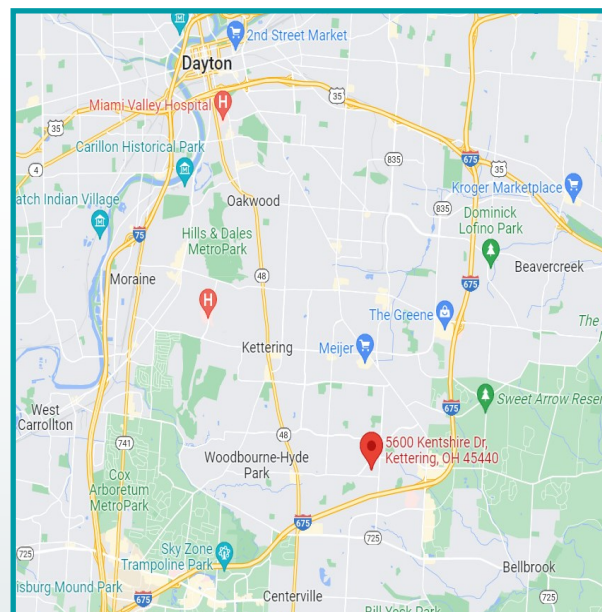 2nd Street Market
Dayton
35
Miami Valley Hospital
H
35
4
Carillon Historical Park
835
675
35
Kroger Marketplace
atch Indian Village
Oakwood
835
Dominick
Lofino Park
75
Hills & Dales
MetroPark
Beavercreek
Moraine
48
675
H
The Greene
The
Kettering
Meijer
West
Carrollton
675
Sweet Arrow Rese
741
48
5600 Kentshire Dr,
Kettering, OH 45440
Woodbourne-Hyde
Park
Cox
Arboretum
MetroPark
675
675
725
725
Sky Zone
Trampoline Park
725
Bellbrook
isburg Mound Park
675
Centerville
Bill Yeck Park